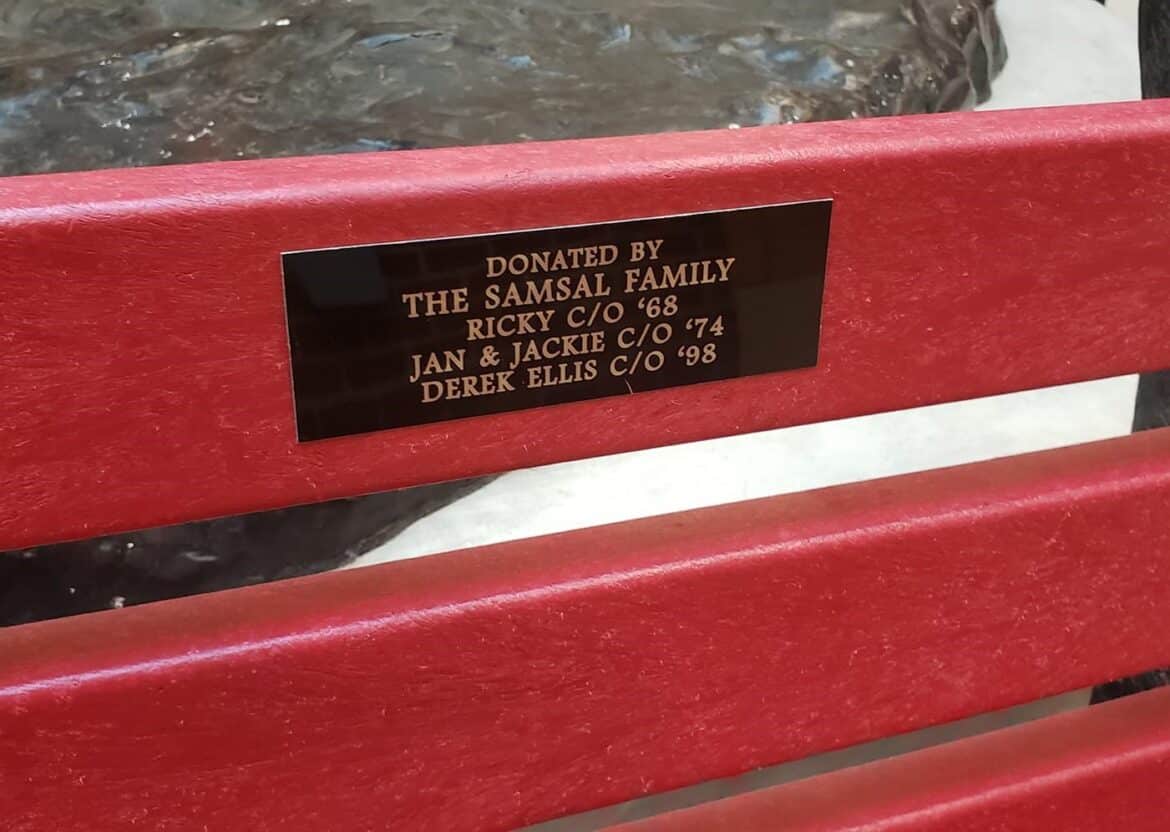 DONATED BY
THE SAMSAL FAMILY
RICKY C/O ‘68
JAN & JACKIE C/O ‘74
DEREK ELLIS C/O ‘98